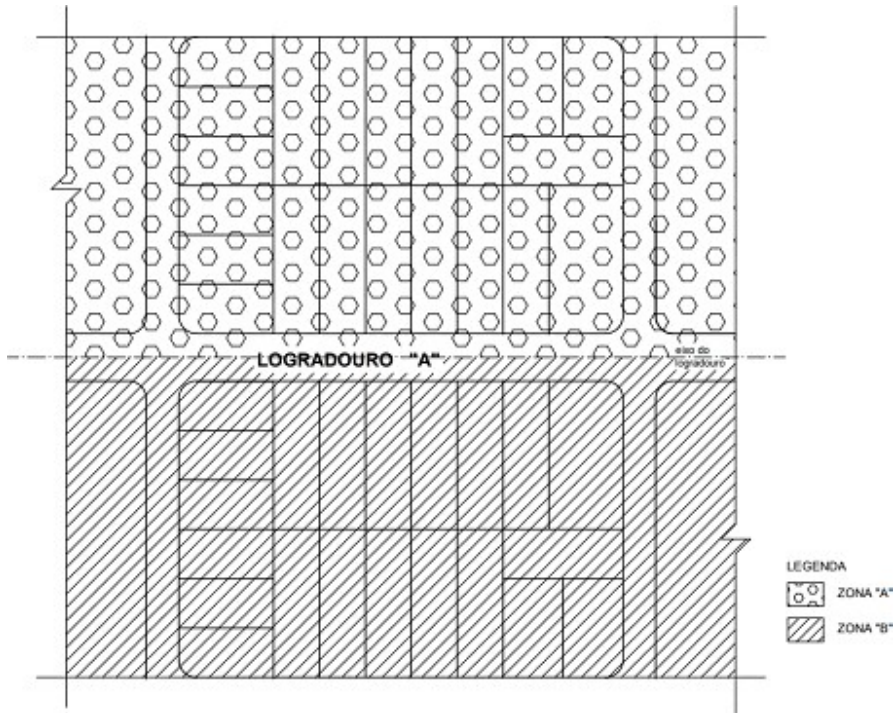 LOGRADOURO "A"
eixo do
logradouro
LEGENDA
ZONA "A"
ZONA "B"